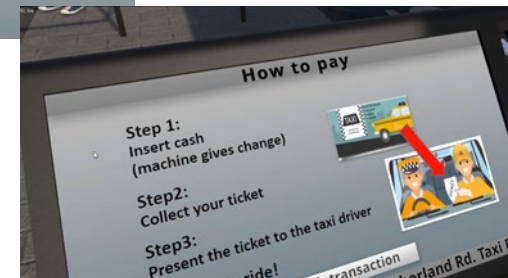 How to pay
Step 1:
Insert cash
(machine gives change)
TAXI
Step2:
Collect your ticket
Step3:
Present the ticket to the taxi driver
ride!
transaction
Rd. Taxi